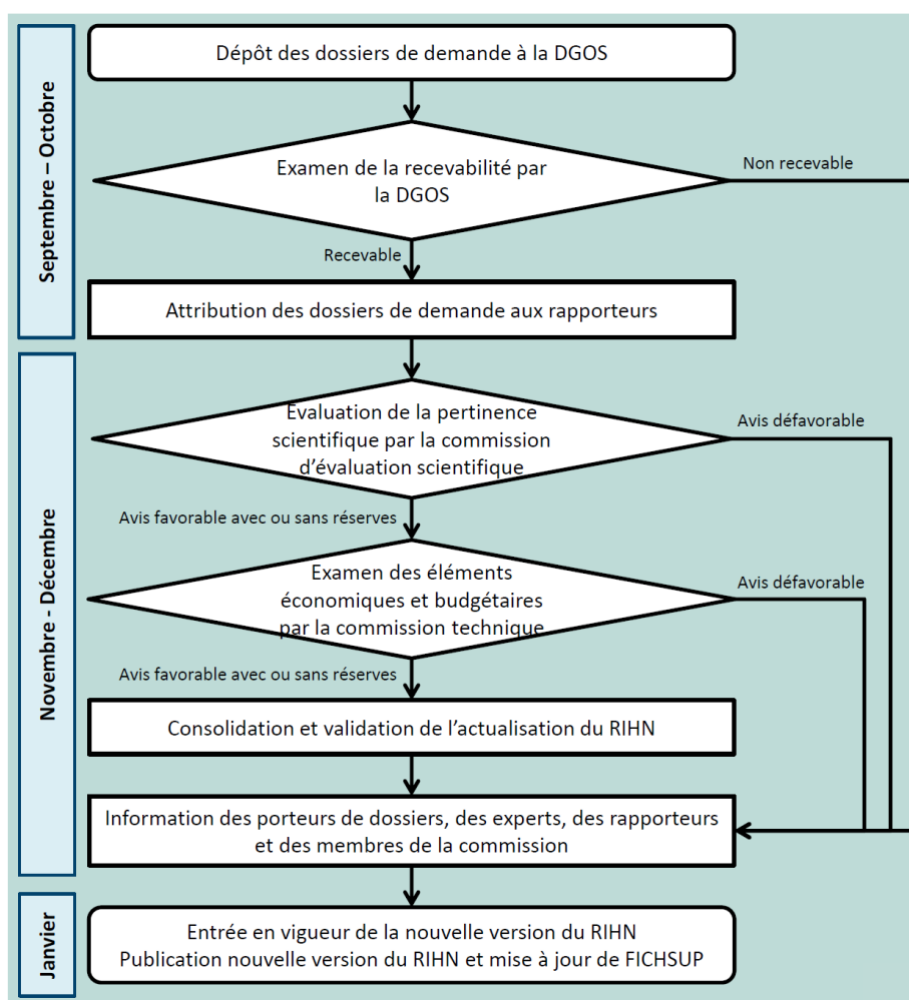 Septembre – Octobre
Dépôt des dossiers de demande à la DGOS
Examen de la recevabilité par
la DGOS
Non recevable
Recevable
Attribution des dossiers de demande aux rapporteurs
Novembre - Décembre
Evaluation de la pertinence
scientifique par la commission
d’évaluation scientifique
Avis défavorable
Avis favorable avec ou sans réserves
Examen des éléments
économiques et budgétaires
par la commission technique
Avis défavorable
Avis favorable avec ou sans réserves
Consolidation et validation de l’actualisation du RIHN
Information des porteurs de dossiers, des experts, des rapporteurs
et des membres de la commission
Janvier
Entrée en vigueur de la nouvelle version du RIHN
Publication nouvelle version du RIHN et mise à jour de FICHSUP